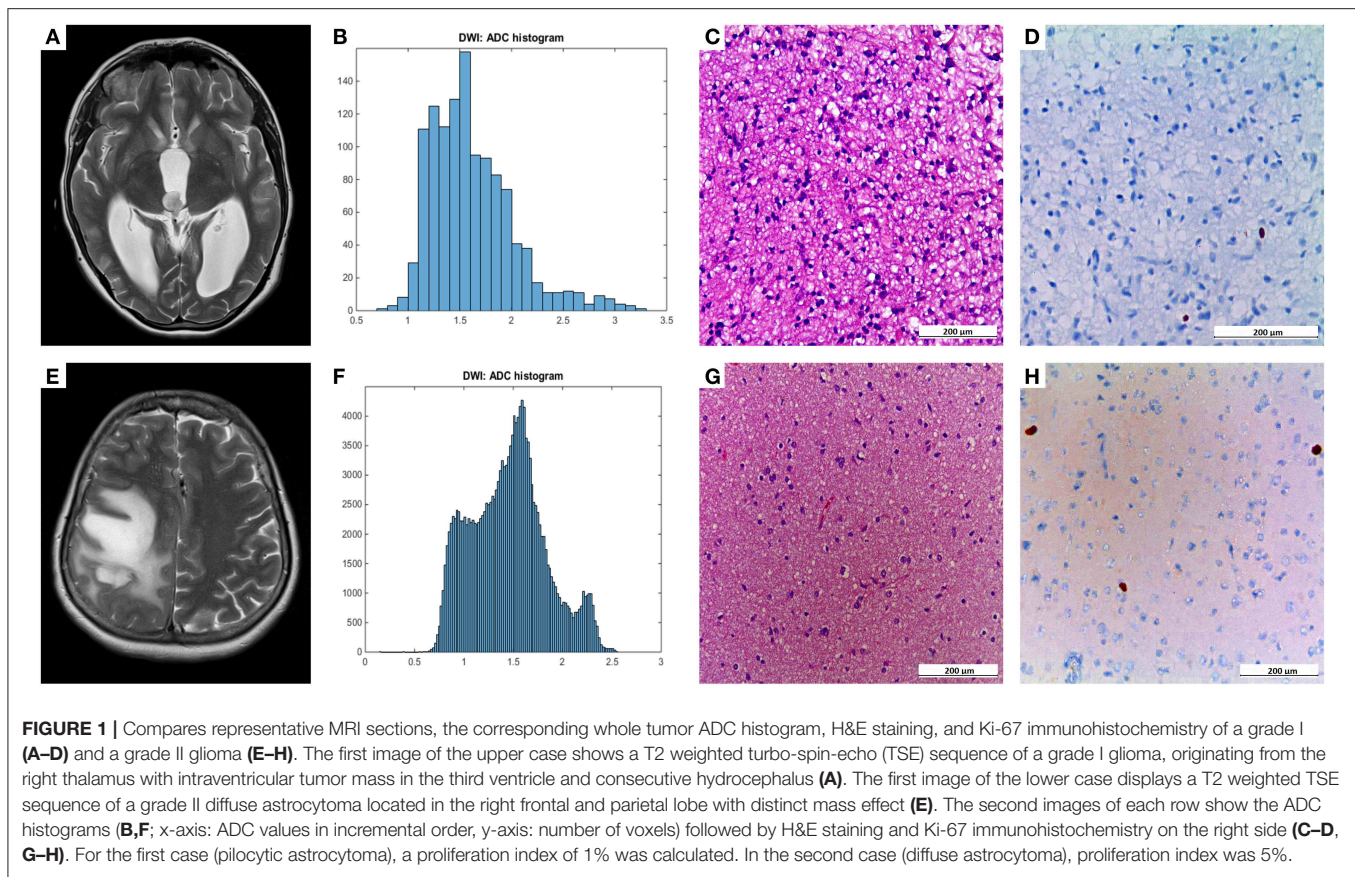 A
B
DWI: ADC histogram
140
120
100
80
60
40
20
0
0.5
1
1.5
2
2.5
3
3.5
C
200 µm
D
200 µm
E
F
DWI: ADC histogram
4000
3500
3000
2500
2000
1500
1000
500
0
0
0.5
1
1.5
2
2.5
3
G
200 µm
H
200 µm
FIGURE 1 | Compares representative MRI sections, the corresponding whole tumor ADC histogram, H&E staining, and Ki-67 immunohistochemistry of a grade I
(A–D) and a grade II glioma (E–H). The first image of the upper case shows a T2 weighted turbo-spin-echo (TSE) sequence of a grade I glioma, originating from the
right thalamus with intraventricular tumor mass in the third ventricle and consecutive hydrocephalus (A). The first image of the lower case displays a T2 weighted TSE
sequence of a grade II diffuse astrocytoma located in the right frontal and parietal lobe with distinct mass effect (E). The second images of each row show the ADC
histograms (B,F; x-axis: ADC values in incremental order, y-axis: number of voxels) followed by H&E staining and Ki-67 immunohistochemistry on the right side (C–D,
G–H). For the first case (pilocytic astrocytoma), a proliferation index of 1% was calculated. In the second case (diffuse astrocytoma), proliferation index was 5%.